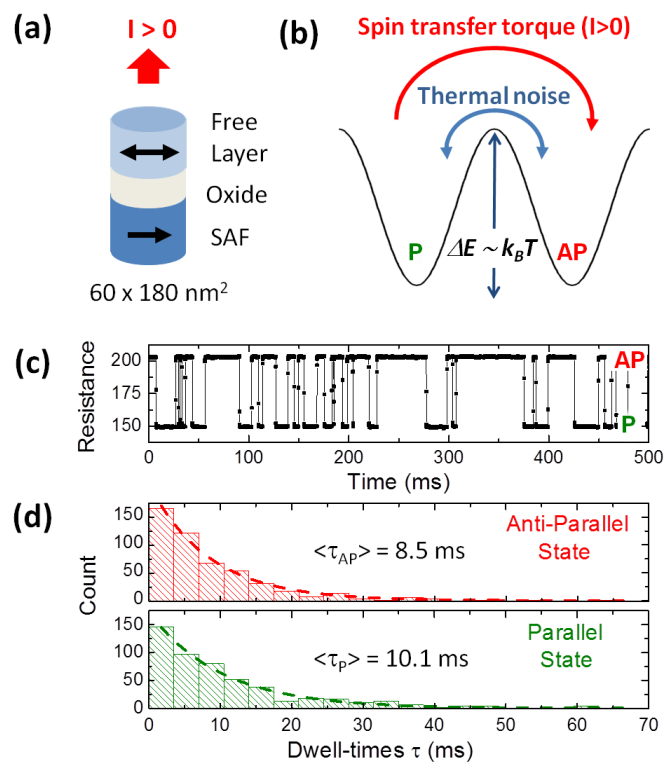 (a)
I > 0
Free
Layer
Oxide
SAF
60 x 180 nm²
(b)
Spin transfer torque (I>0)
Thermal noise
P
ΔE ~ k_BT
AP
(c)
Resistance
200
175
150
AP
P
0 100 200 300 400 500
Time (ms)
(d)
Count
150
100
50
0
<τ_AP> = 8.5 ms
Anti-Parallel
State
150
100
50
0
<τ_P> = 10.1 ms
Parallel
State
0 10 20 30 40 50 60 70
Dwell-times τ (ms)